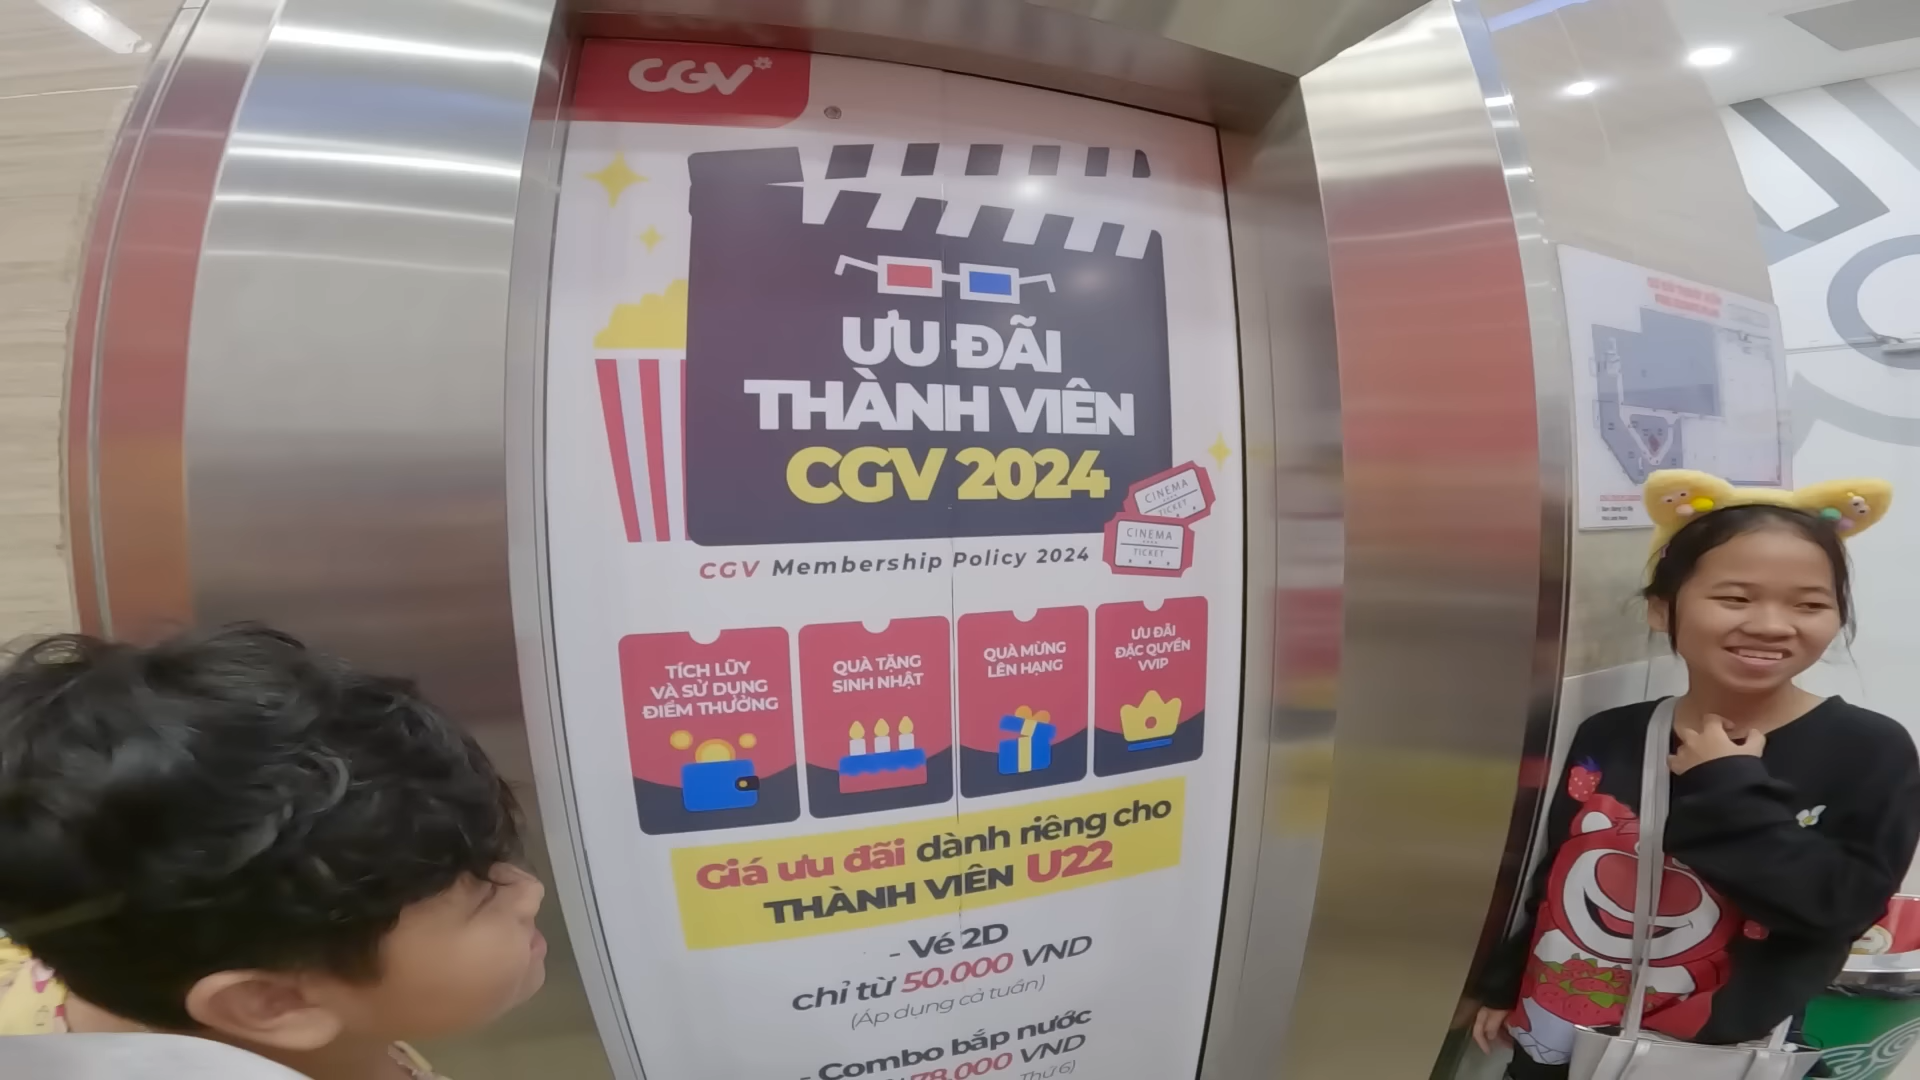 CGV*
ƯU ĐÃI
THÀNH VIÊN
CGV 2024
CINEMA
TICKET
CINEMA
TICKET
CGV Membership Policy 2024
TÍCH LŨY
VÀ SỬ DỤNG
ĐIỂM THƯỞNG
QUÀ TẶNG
SINH NHẬT
QUÀ MỪNG
LÊN HẠNG
ƯU ĐÃI
ĐẶC QUYỀN
VVIP
Giá ưu đãi dành riêng cho
THÀNH VIÊN U22
- Vé 2D
chỉ từ 50.000 VND
(Áp dụng cả tuần)
- Combo bắp nước
78.000 VND
Thứ 6)